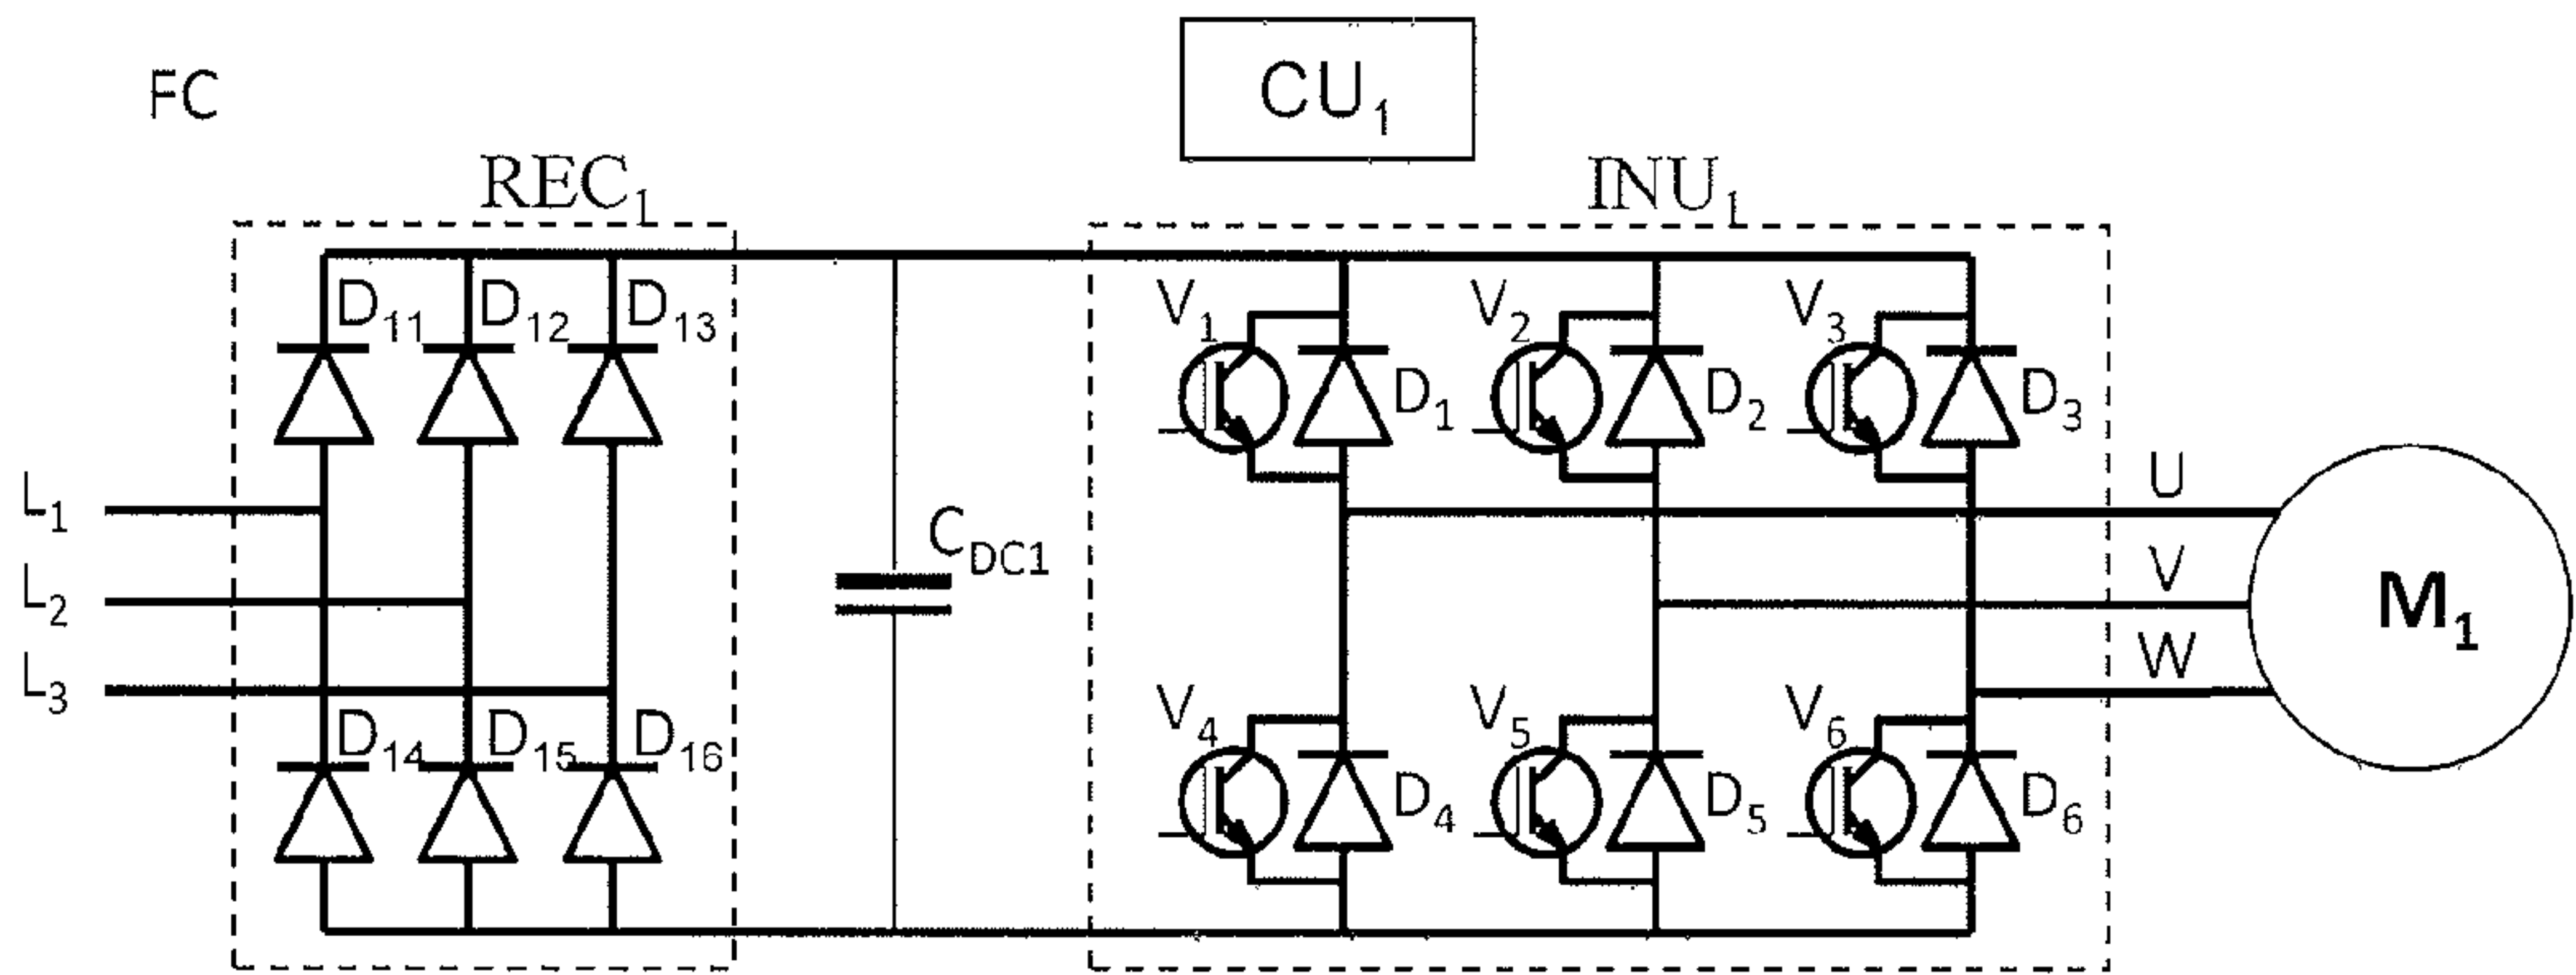 FC
CU₁
REC₁
INU₁
D₁₁ D₁₂ D₁₃
V₁ V₂ V₃
D₁ D₂ D₃
L₁
U
C_DC1
L₂
V
M₁
L₃
W
D₁₄ D₁₅ D₁₆
V₄ V₅ V₆
D₄ D₅ D₆